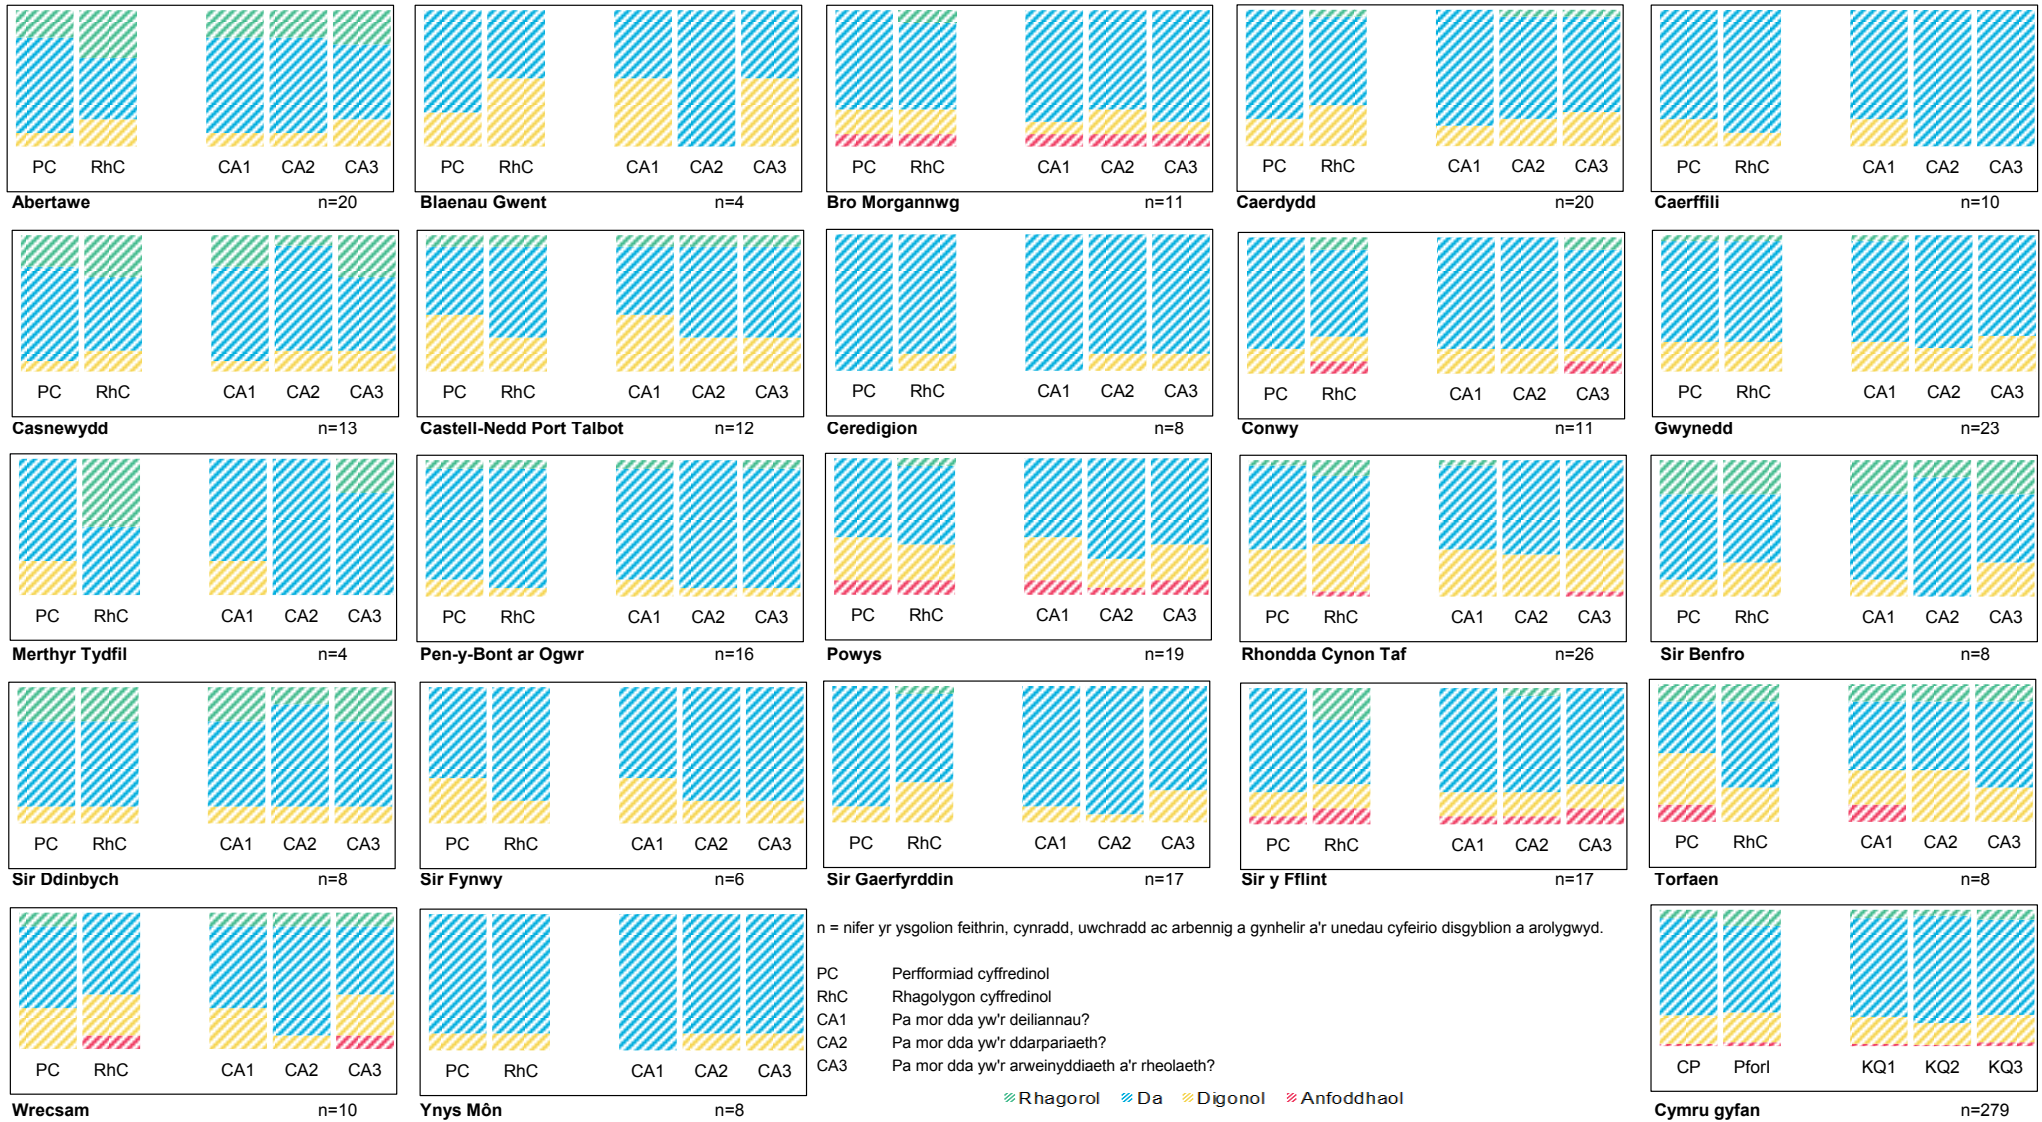 PC RhC CA1 CA2 CA3
Abertawe n=20
PC RhC CA1 CA2 CA3
Blaenau Gwent n=4
PC RhC CA1 CA2 CA3
Bro Morgannwg n=11
PC RhC CA1 CA2 CA3
Caerdydd n=20
PC RhC CA1 CA2 CA3
Caerffili n=10
PC RhC CA1 CA2 CA3
Casnewydd n=13
PC RhC CA1 CA2 CA3
Castell-Nedd Port Talbot n=12
PC RhC CA1 CA2 CA3
Ceredigion n=8
PC RhC CA1 CA2 CA3
Conwy n=11
PC RhC CA1 CA2 CA3
Gwynedd n=23
PC RhC CA1 CA2 CA3
Merthyr Tydfil n=4
PC RhC CA1 CA2 CA3
Pen-y-Bont ar Ogwr n=16
PC RhC CA1 CA2 CA3
Powys n=19
PC RhC CA1 CA2 CA3
Rhondda Cynon Taf n=26
PC RhC CA1 CA2 CA3
Sir Benfro n=8
PC RhC CA1 CA2 CA3
Sir Ddinbych n=8
PC RhC CA1 CA2 CA3
Sir Fynwy n=6
PC RhC CA1 CA2 CA3
Sir Gaerfyrddin n=17
PC RhC CA1 CA2 CA3
Sir y Fflint n=17
PC RhC CA1 CA2 CA3
Torfaen n=8
PC RhC CA1 CA2 CA3
Wrecsam n=10
PC RhC CA1 CA2 CA3
Ynys Môn n=8
n = nifer yr ysgolion feithrin, cynradd, uwchradd ac arbennig a gynhelir a'r unedau cyfeirio disgyblion a arolygwyd.
PC Perfformiad cyffredinol
RhC Rhagolygon cyffredinol
CA1 Pa mor dda yw'r deiliannau?
CA2 Pa mor dda yw'r ddarpariaeth?
CA3 Pa mor dda yw'r arweinyddiaeth a'r rheolaeth?
Rhagorol Da Digonol Anfoddhaol
CP Pforl KQ1 KQ2 KQ3
Cymru gyfan n=279